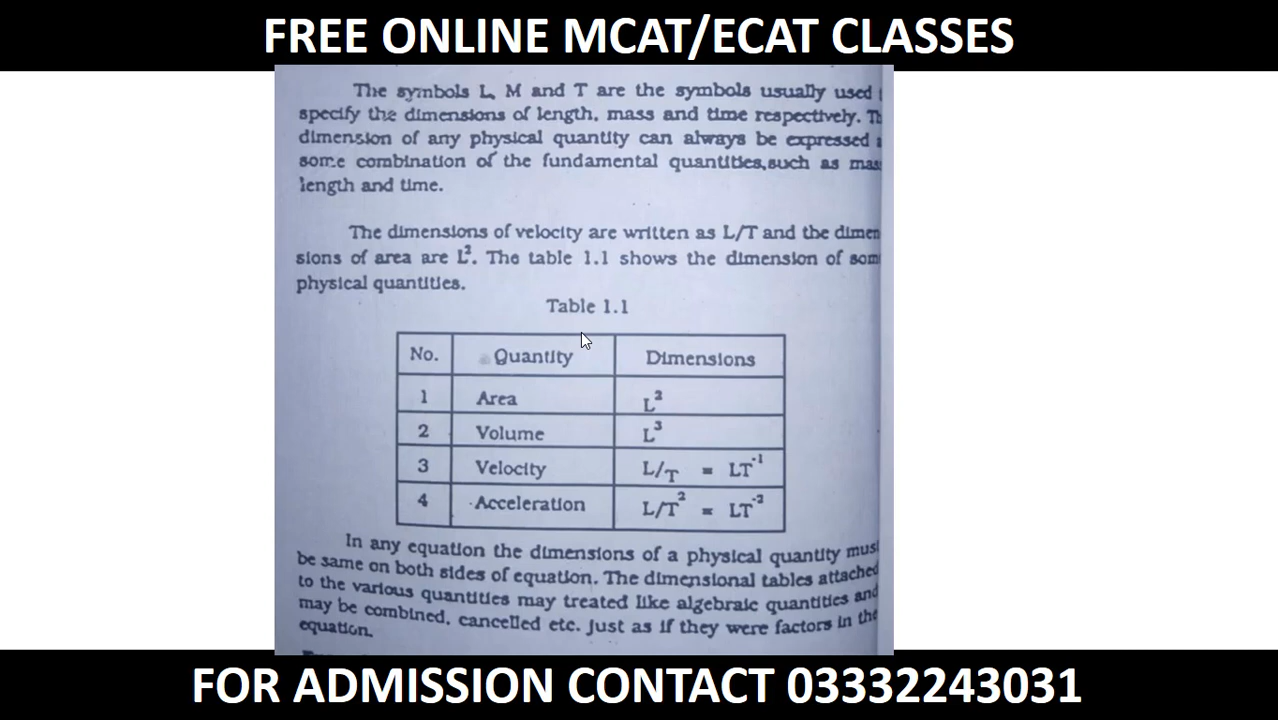 FREE ONLINE MCAT/ECAT CLASSES
The symbols L, M and T are the symbols usually used
specify the dimensions of length, mass and time respectively.
dimension of any physical quantity can always be expressed
some combination of the fundamental quantities,such as
length and time.
The dimensions of velocity are written as L/T and the dimen
sions of area are L². The table 1.1 shows the dimension of
physical quantities.
Table 1.1
No. Quantity Dimensions
1 Area L²
2 Volume L³
3 Velocity L/T = LT⁻¹
4 Acceleration L/T² = LT⁻²
In any equation the dimensions of a physical quantity must
be same on both sides of equation. The dimensional tables attached
to the various quantities may treated like algebraic quantities and
may be combined, cancelled etc. just as if they were factors in the
equation.
FOR ADMISSION CONTACT 03332243031